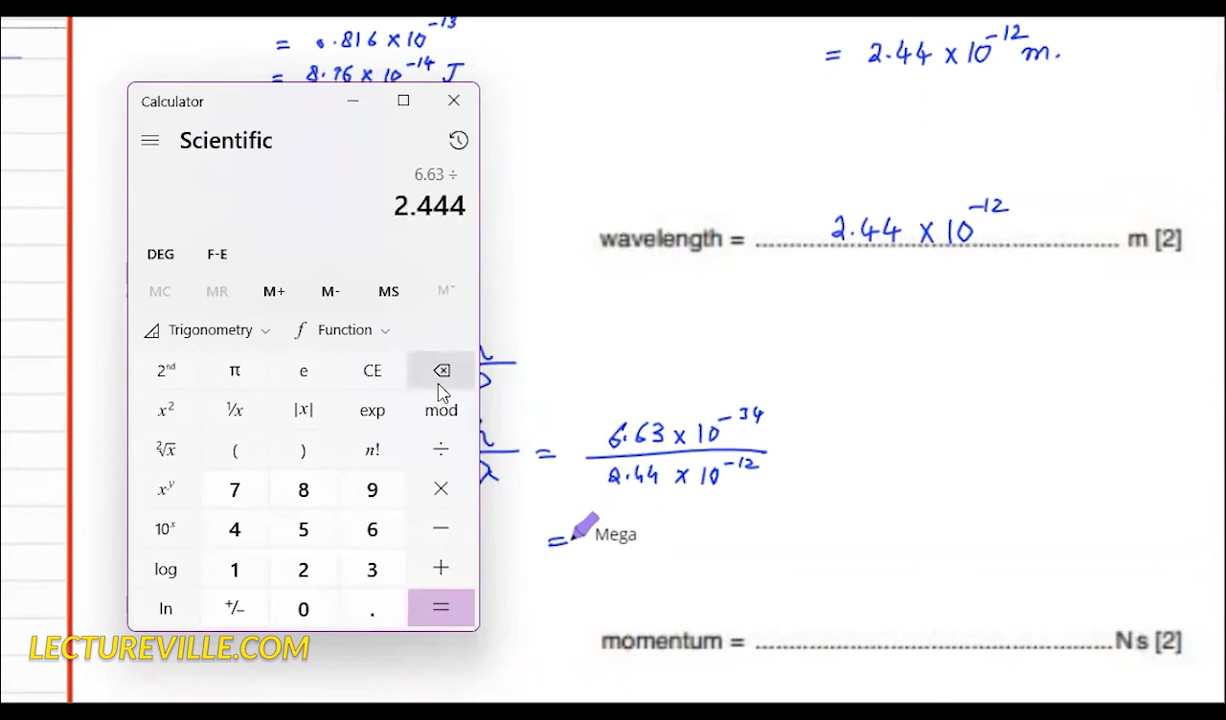 = 0.816 × 10⁻¹³
= 8.16 × 10⁻¹⁴ J
= 2.44 × 10⁻¹² m.
Calculator
Scientific
6.63 ÷
2.444
DEG F-E
MC MR M+ M- MS M˅
Trigonometry f Function
2ⁿᵈ π e CE
x² ¹/x |x| exp mod
²√x ( ) n! ÷
xʸ 7 8 9 ×
10ˣ 4 5 6 −
log 1 2 3 +
ln +/− 0 . =
wavelength = 2.44 × 10⁻¹² m [2]
h
λ
= 6.63 × 10⁻³⁴
2.44 × 10⁻¹²
=
Mega
momentum = N s [2]
LECTUREVILLE.COM